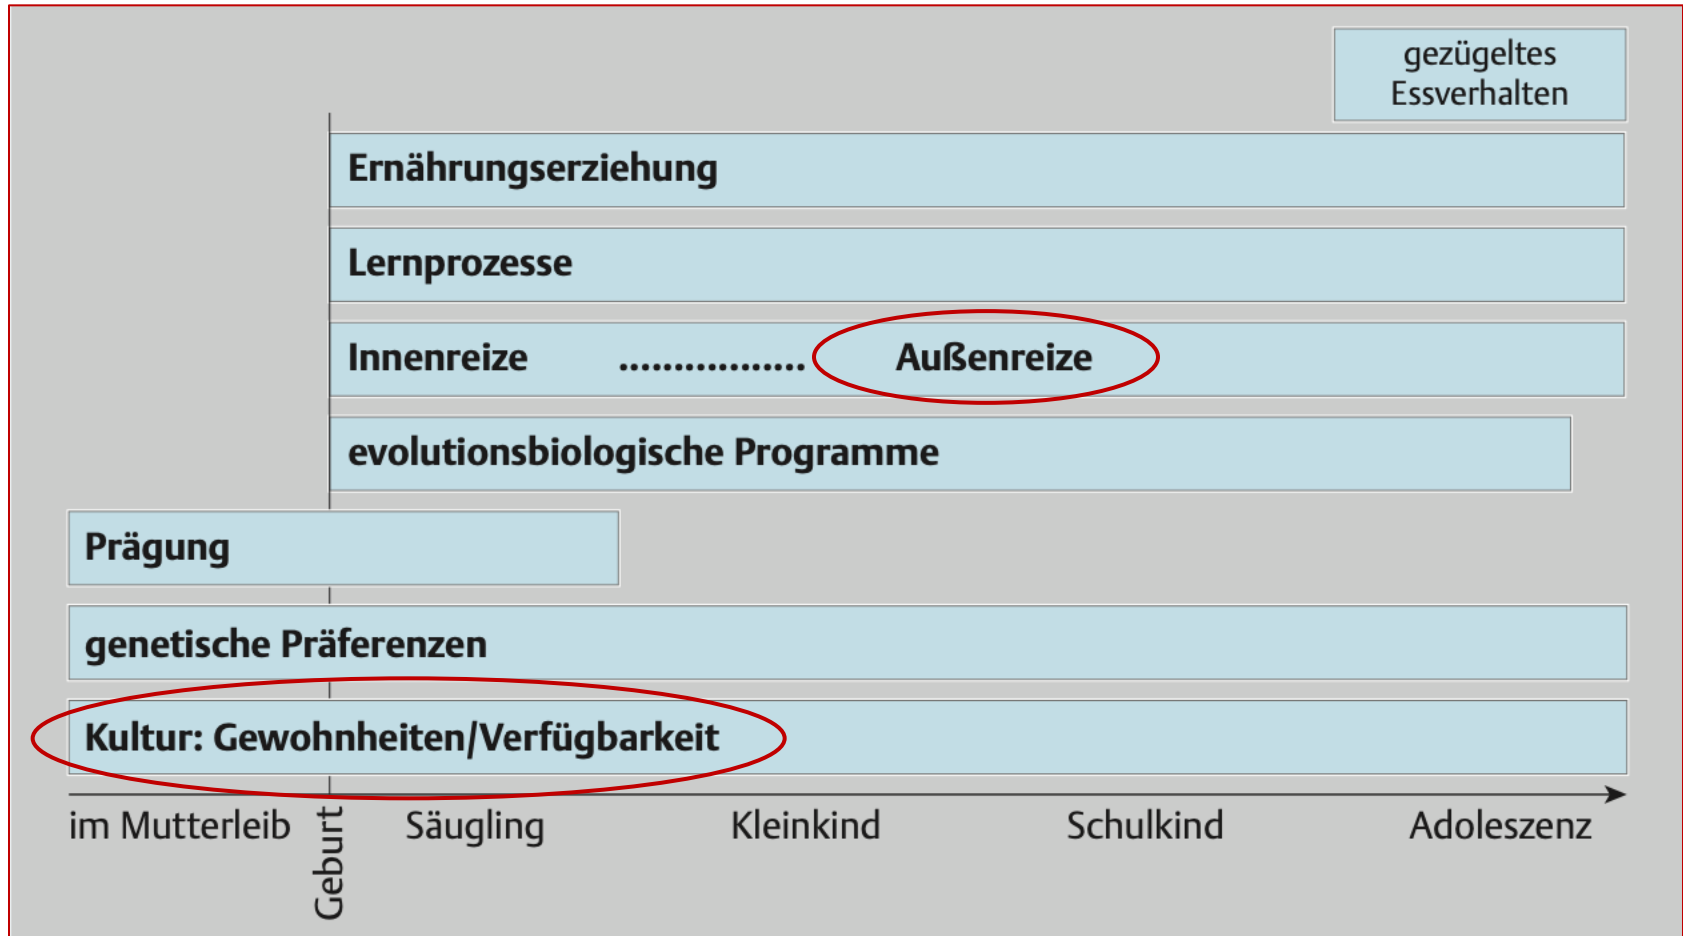 gezügeltes
Essverhalten
Ernährungserziehung
Lernprozesse
Innenreize ................. Außenreize
evolutionsbiologische Programme
Prägung
genetische Präferenzen
Kultur: Gewohnheiten/Verfügbarkeit
im Mutterleib Geburt Säugling Kleinkind Schulkind Adoleszenz